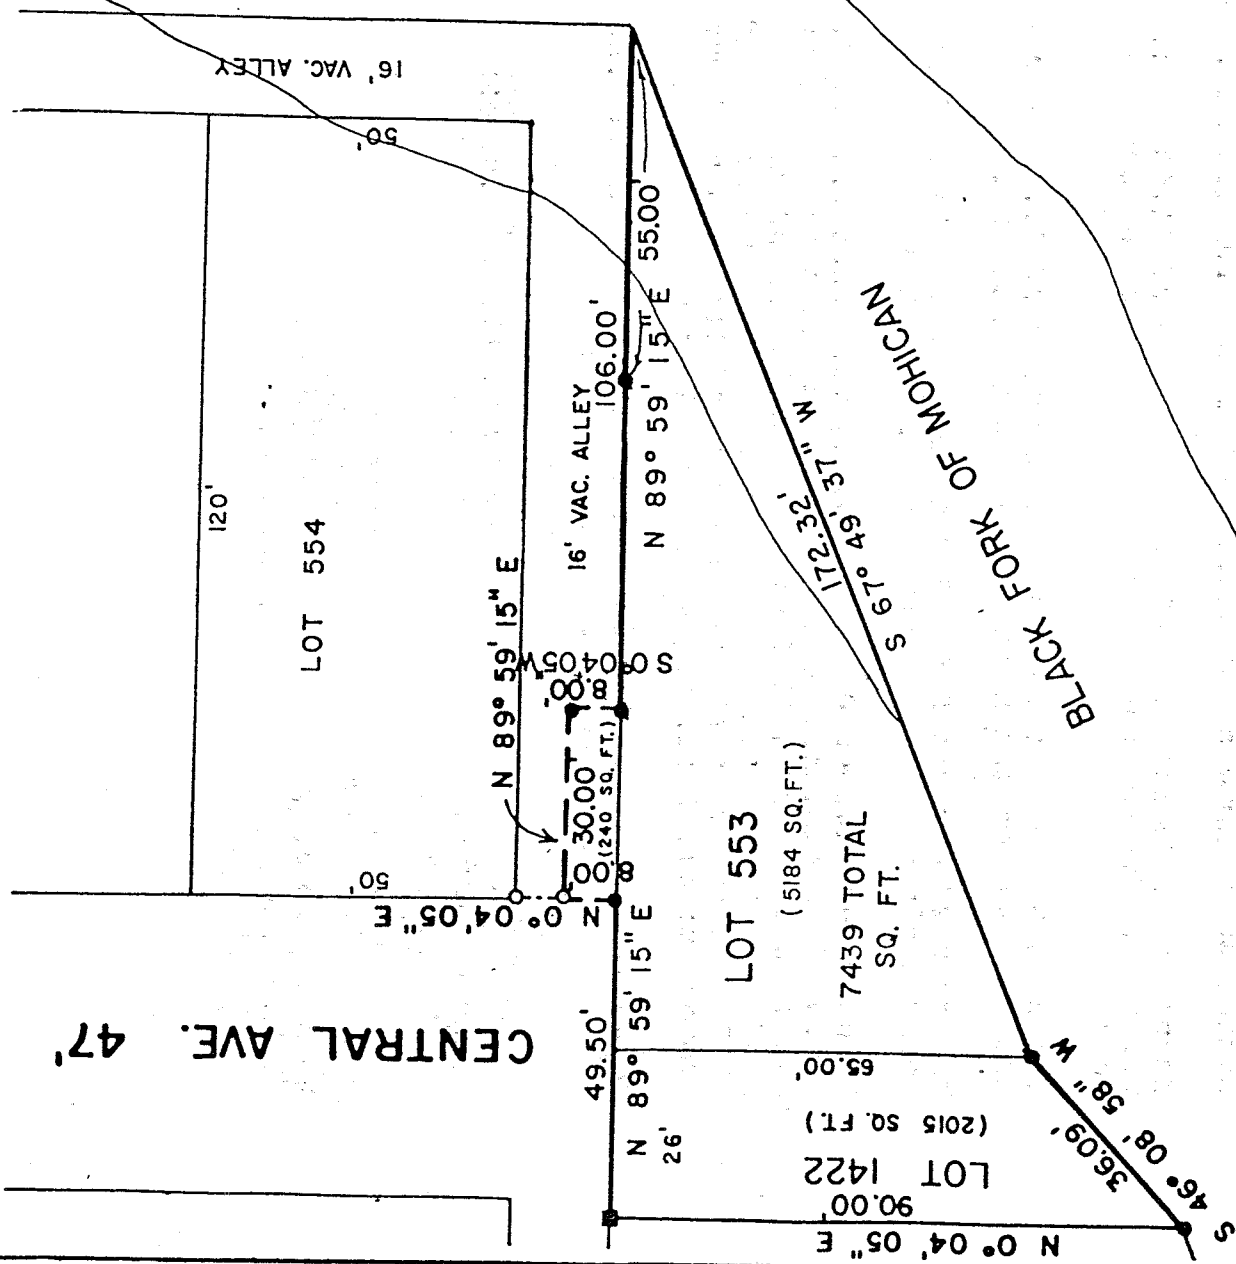 16' VAC. ALLEY
50'
120'
LOT 554
N 89° 59' 15" E
16' VAC. ALLEY
106.00'
55.00'
N 89° 59' 15" E
S 0° 04' 05" W
8.00'
30.00'
(240 SQ. FT.)
8.00'
50'
N 0° 04' 05" E
172.32'
S 67° 49' 37" W
BLACK FORK OF MOHICAN
LOT 553
(5184 SQ. FT.)
7439 TOTAL
SQ. FT.
CENTRAL AVE. 47'
49.50'
N 89° 59' 15" E
26'
65.00'
(2015 SQ. FT.)
LOT 1422
90.00'
N 0° 04' 05" E
36.09'
S 46° 08' 58" W